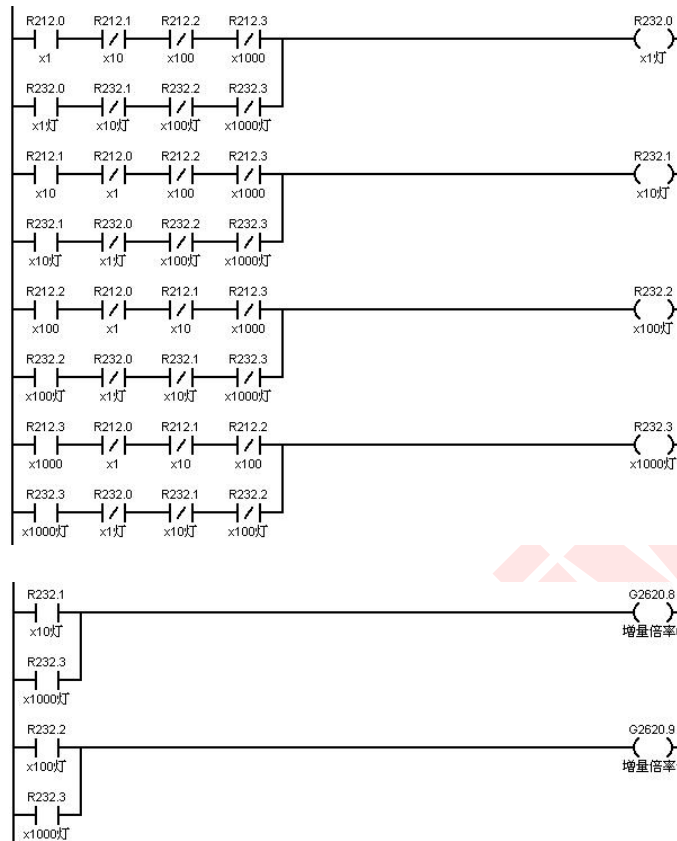 R212.0 R212.1 R212.2 R212.3 R232.0
x1 x10 x100 x1000 x1灯
R232.0 R232.1 R232.2 R232.3
x1灯 x10灯 x100灯 x1000灯
R212.1 R212.0 R212.2 R212.3 R232.1
x10 x1 x100 x1000 x10灯
R232.1 R232.0 R232.2 R232.3
x10灯 x1灯 x100灯 x1000灯
R212.2 R212.0 R212.1 R212.3 R232.2
x100 x1 x10 x1000 x100灯
R232.2 R232.0 R232.1 R232.3
x100灯 x1灯 x10灯 x1000灯
R212.3 R212.0 R212.1 R212.2 R232.3
x1000 x1 x10 x100 x1000灯
R232.3 R232.0 R232.1 R232.2
x1000灯 x1灯 x10灯 x100灯
R232.1 G2620.8
x10灯 增量倍率
R232.3
x1000灯
R232.2 G2620.9
x100灯 增量倍率
R232.3
x1000灯